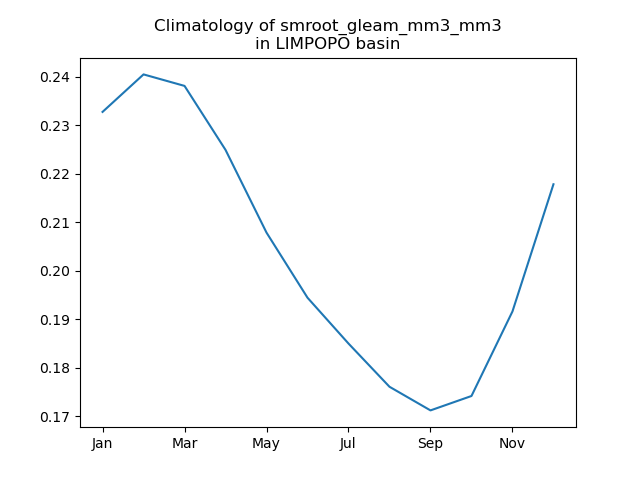 Climatology of smroot_gleam_mm3_mm3
in LIMPOPO basin
0.24
0.23
0.22
0.21
0.20
0.19
0.18
0.17
Jan Mar May Jul Sep Nov